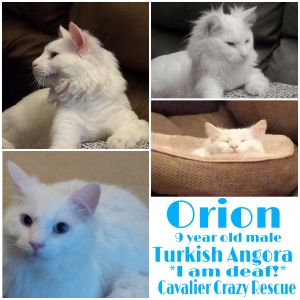 Orion
9 year old male
Turkish Angora
*I am deaf!*
Cavalier Crazy Rescue